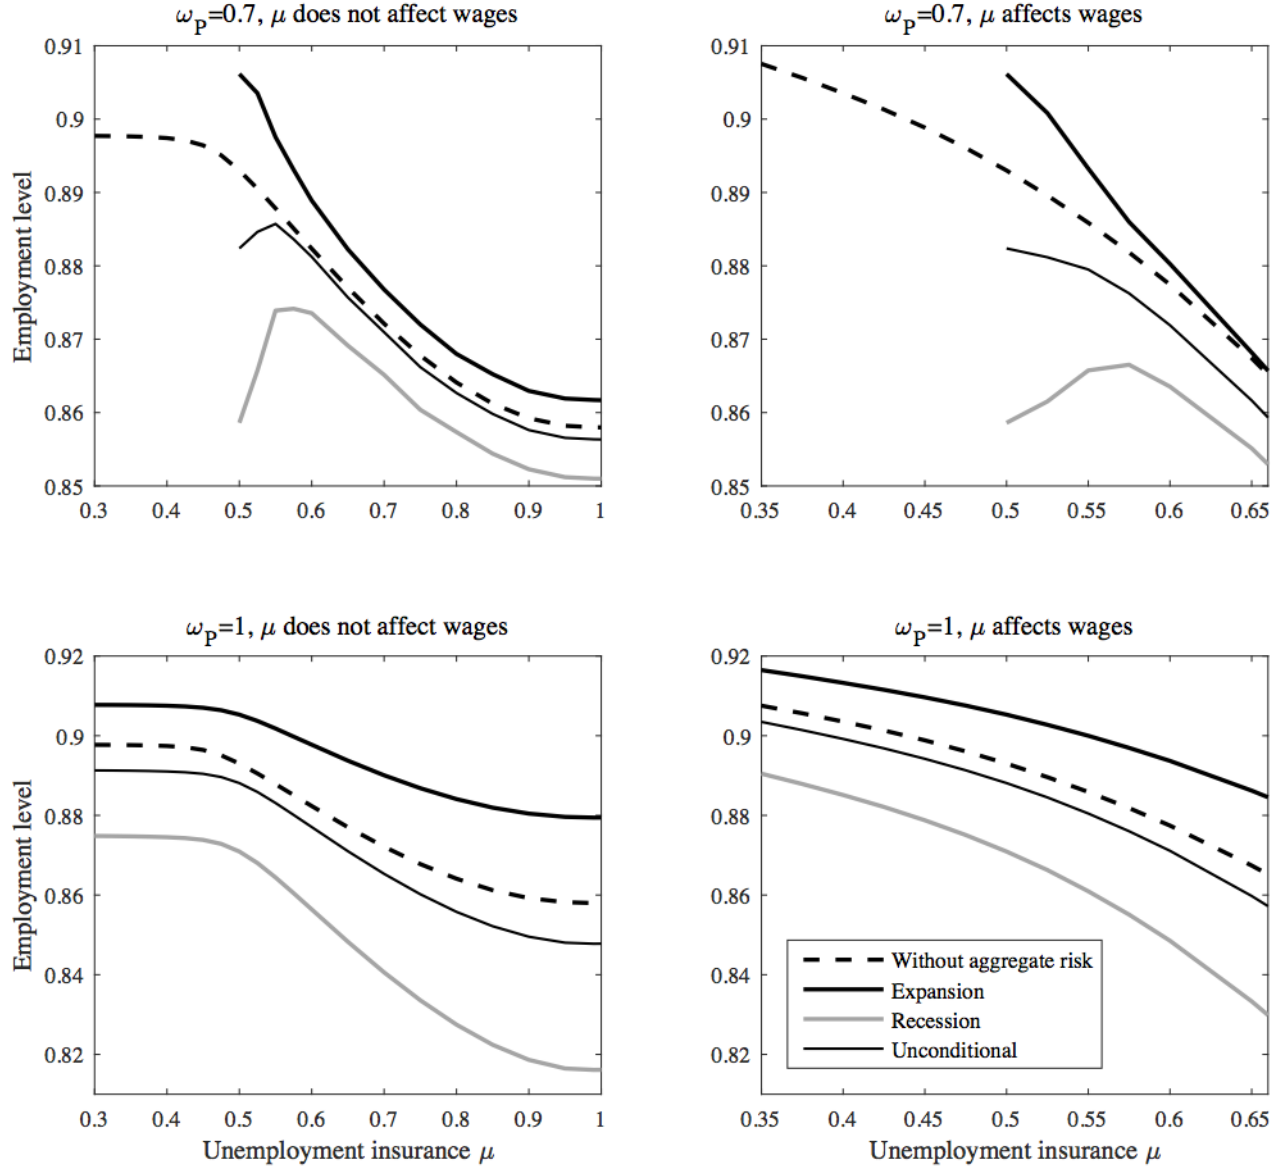 ωP=0.7, μ does not affect wages
0.91
0.9
0.89
0.88
0.87
0.86
0.85
Employment level
0.3 0.4 0.5 0.6 0.7 0.8 0.9 1
ωP=0.7, μ affects wages
0.91
0.9
0.89
0.88
0.87
0.86
0.85
0.35 0.4 0.45 0.5 0.55 0.6 0.65
ωP=1, μ does not affect wages
0.92
0.9
0.88
0.86
0.84
0.82
Employment level
0.3 0.4 0.5 0.6 0.7 0.8 0.9 1
Unemployment insurance μ
ωP=1, μ affects wages
0.92
0.9
0.88
0.86
0.84
0.82
Without aggregate risk
Expansion
Recession
Unconditional
0.35 0.4 0.45 0.5 0.55 0.6 0.65
Unemployment insurance μ